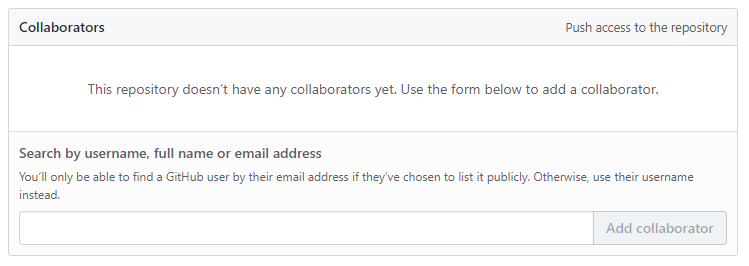 Collaborators
Push access to the repository
This repository doesn’t have any collaborators yet. Use the form below to add a collaborator.
Search by username, full name or email address
You’ll only be able to find a GitHub user by their email address if they’ve chosen to list it publicly. Otherwise, use their username
instead.
Add collaborator